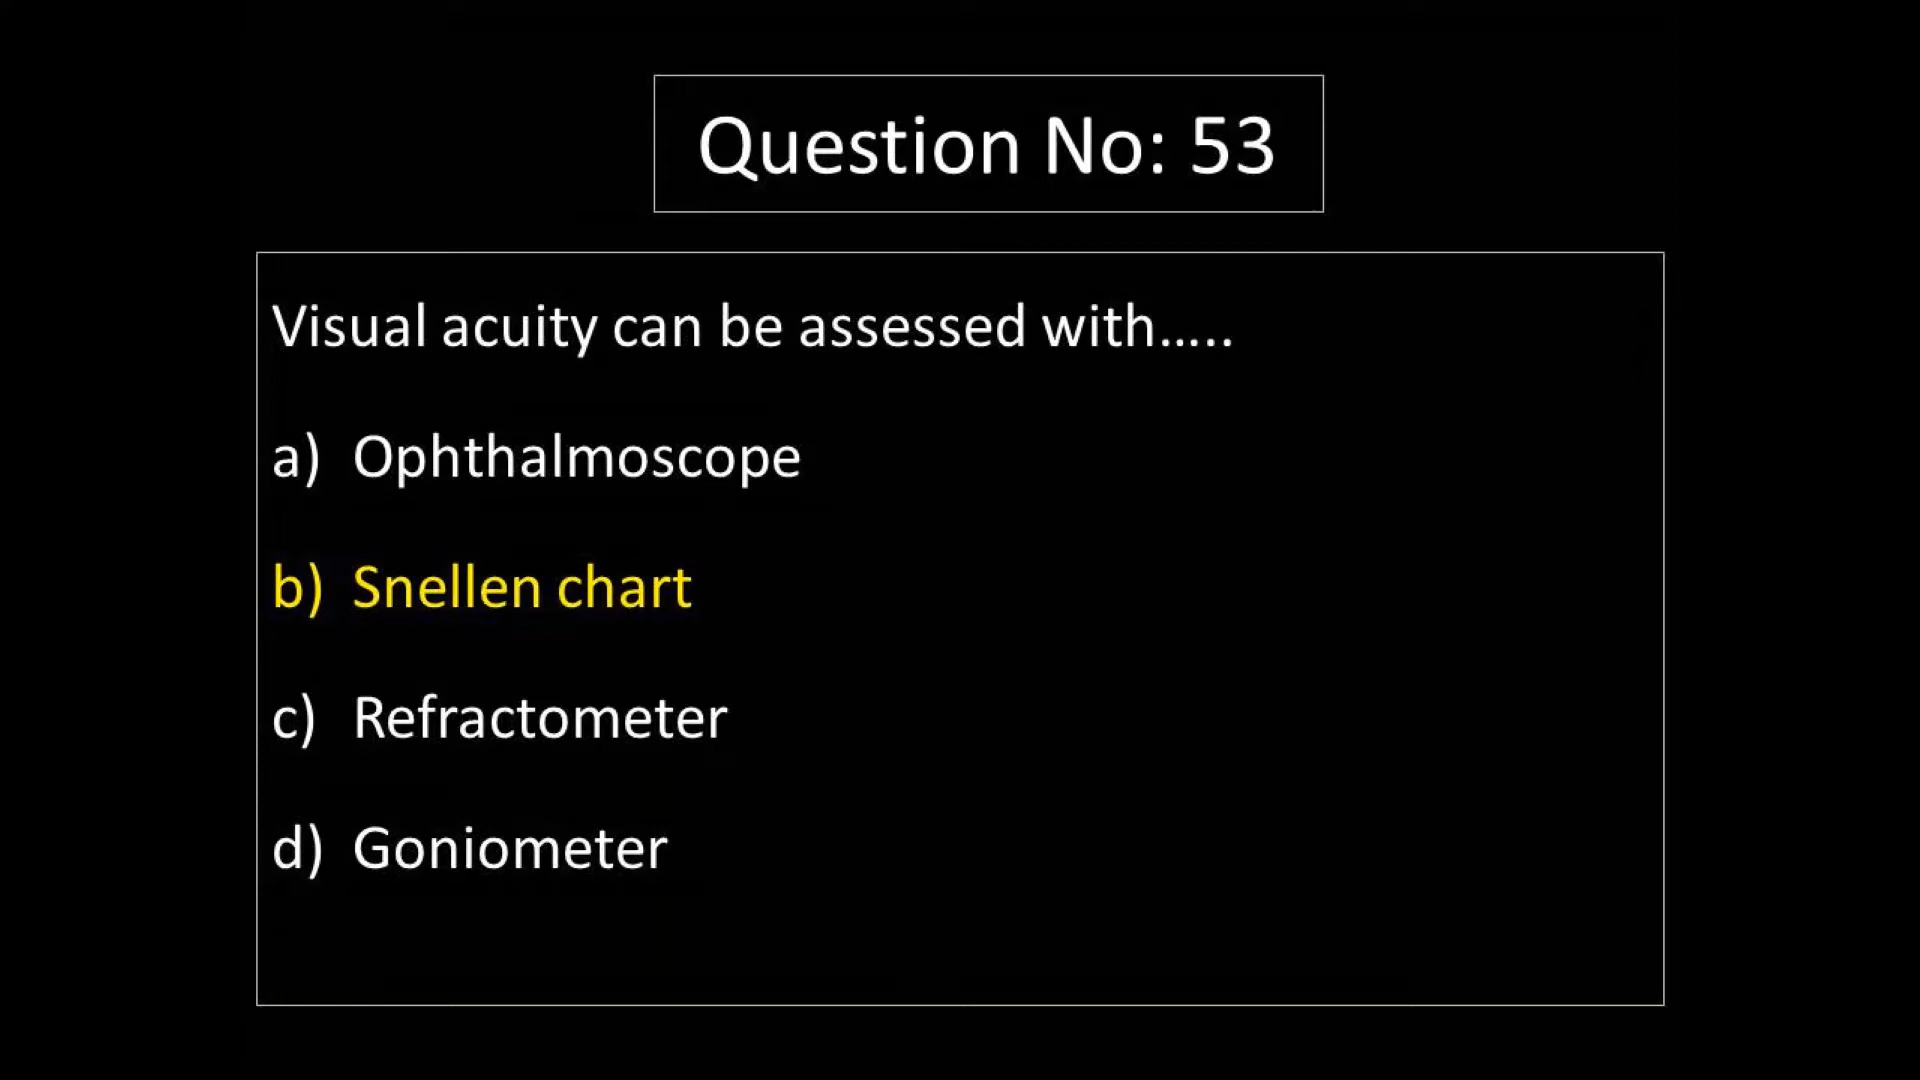 Question No: 53
Visual acuity can be assessed with.....
a) Ophthalmoscope
b) Snellen chart
c) Refractometer
d) Goniometer